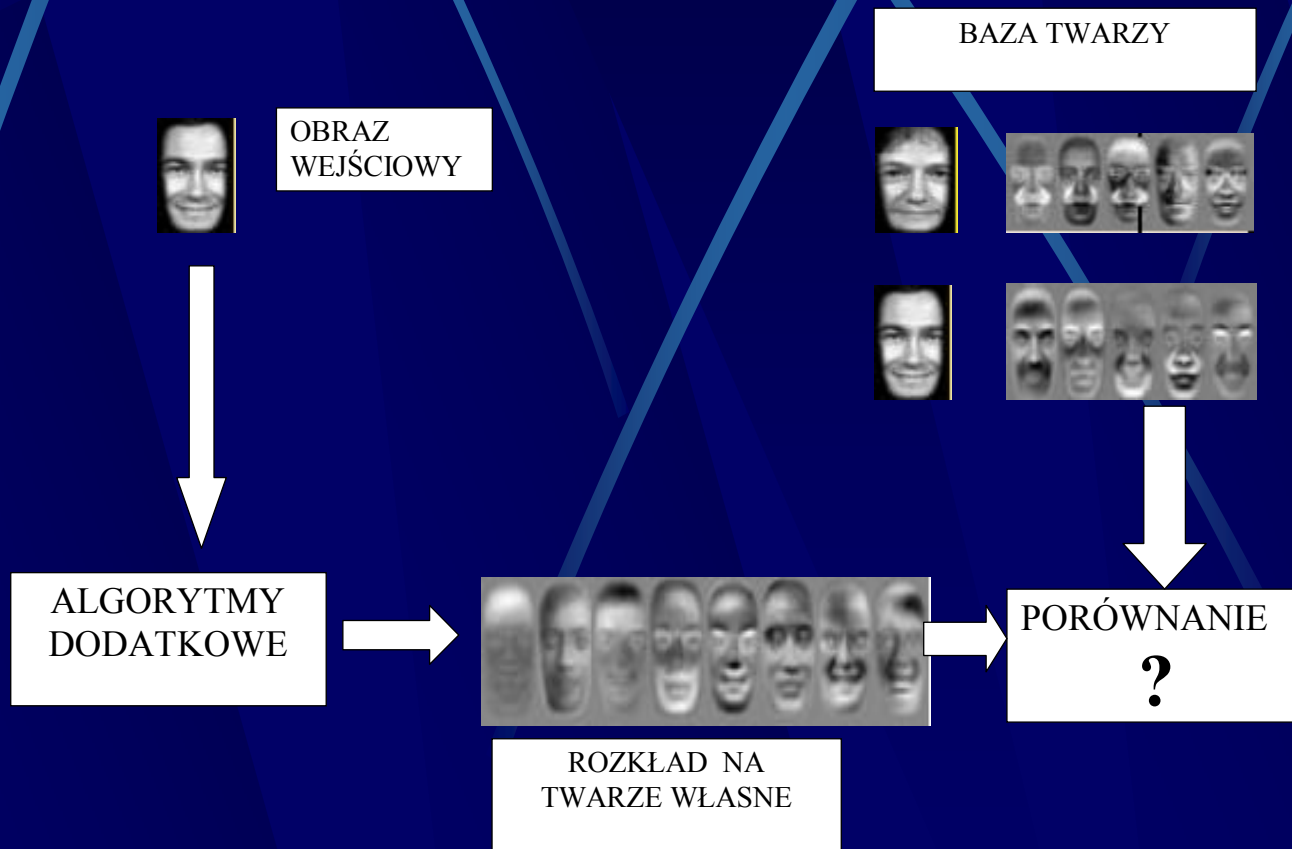 BAZA TWARZY
OBRAZ
WEJŚCIOWY
ALGORYTMY
DODATKOWE
ROZKŁAD NA
TWARZE WŁASNE
PORÓWNANIE
?